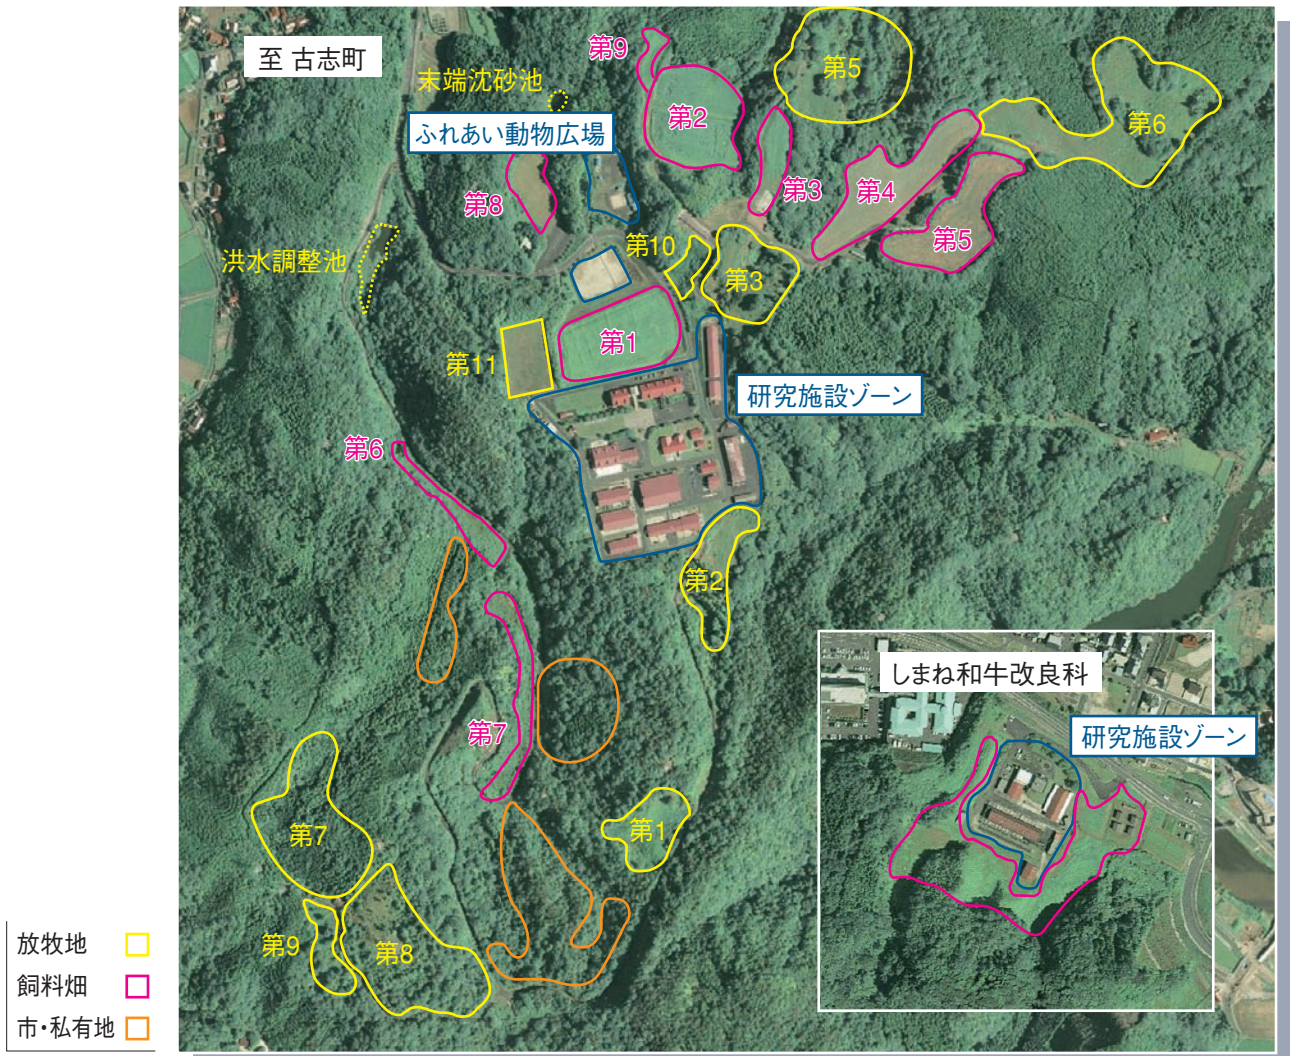 至 古志町
末端沈砂池
ふれあい動物広場
第9
第2
第5
第6
第8
第3
第4
第5
洪水調整池
第10
第3
第1
第11
研究施設ゾーン
第6
第2
第7
第1
第7
第9
第8
しまね和牛改良科
研究施設ゾーン
放牧地
飼料畑
市・私有地